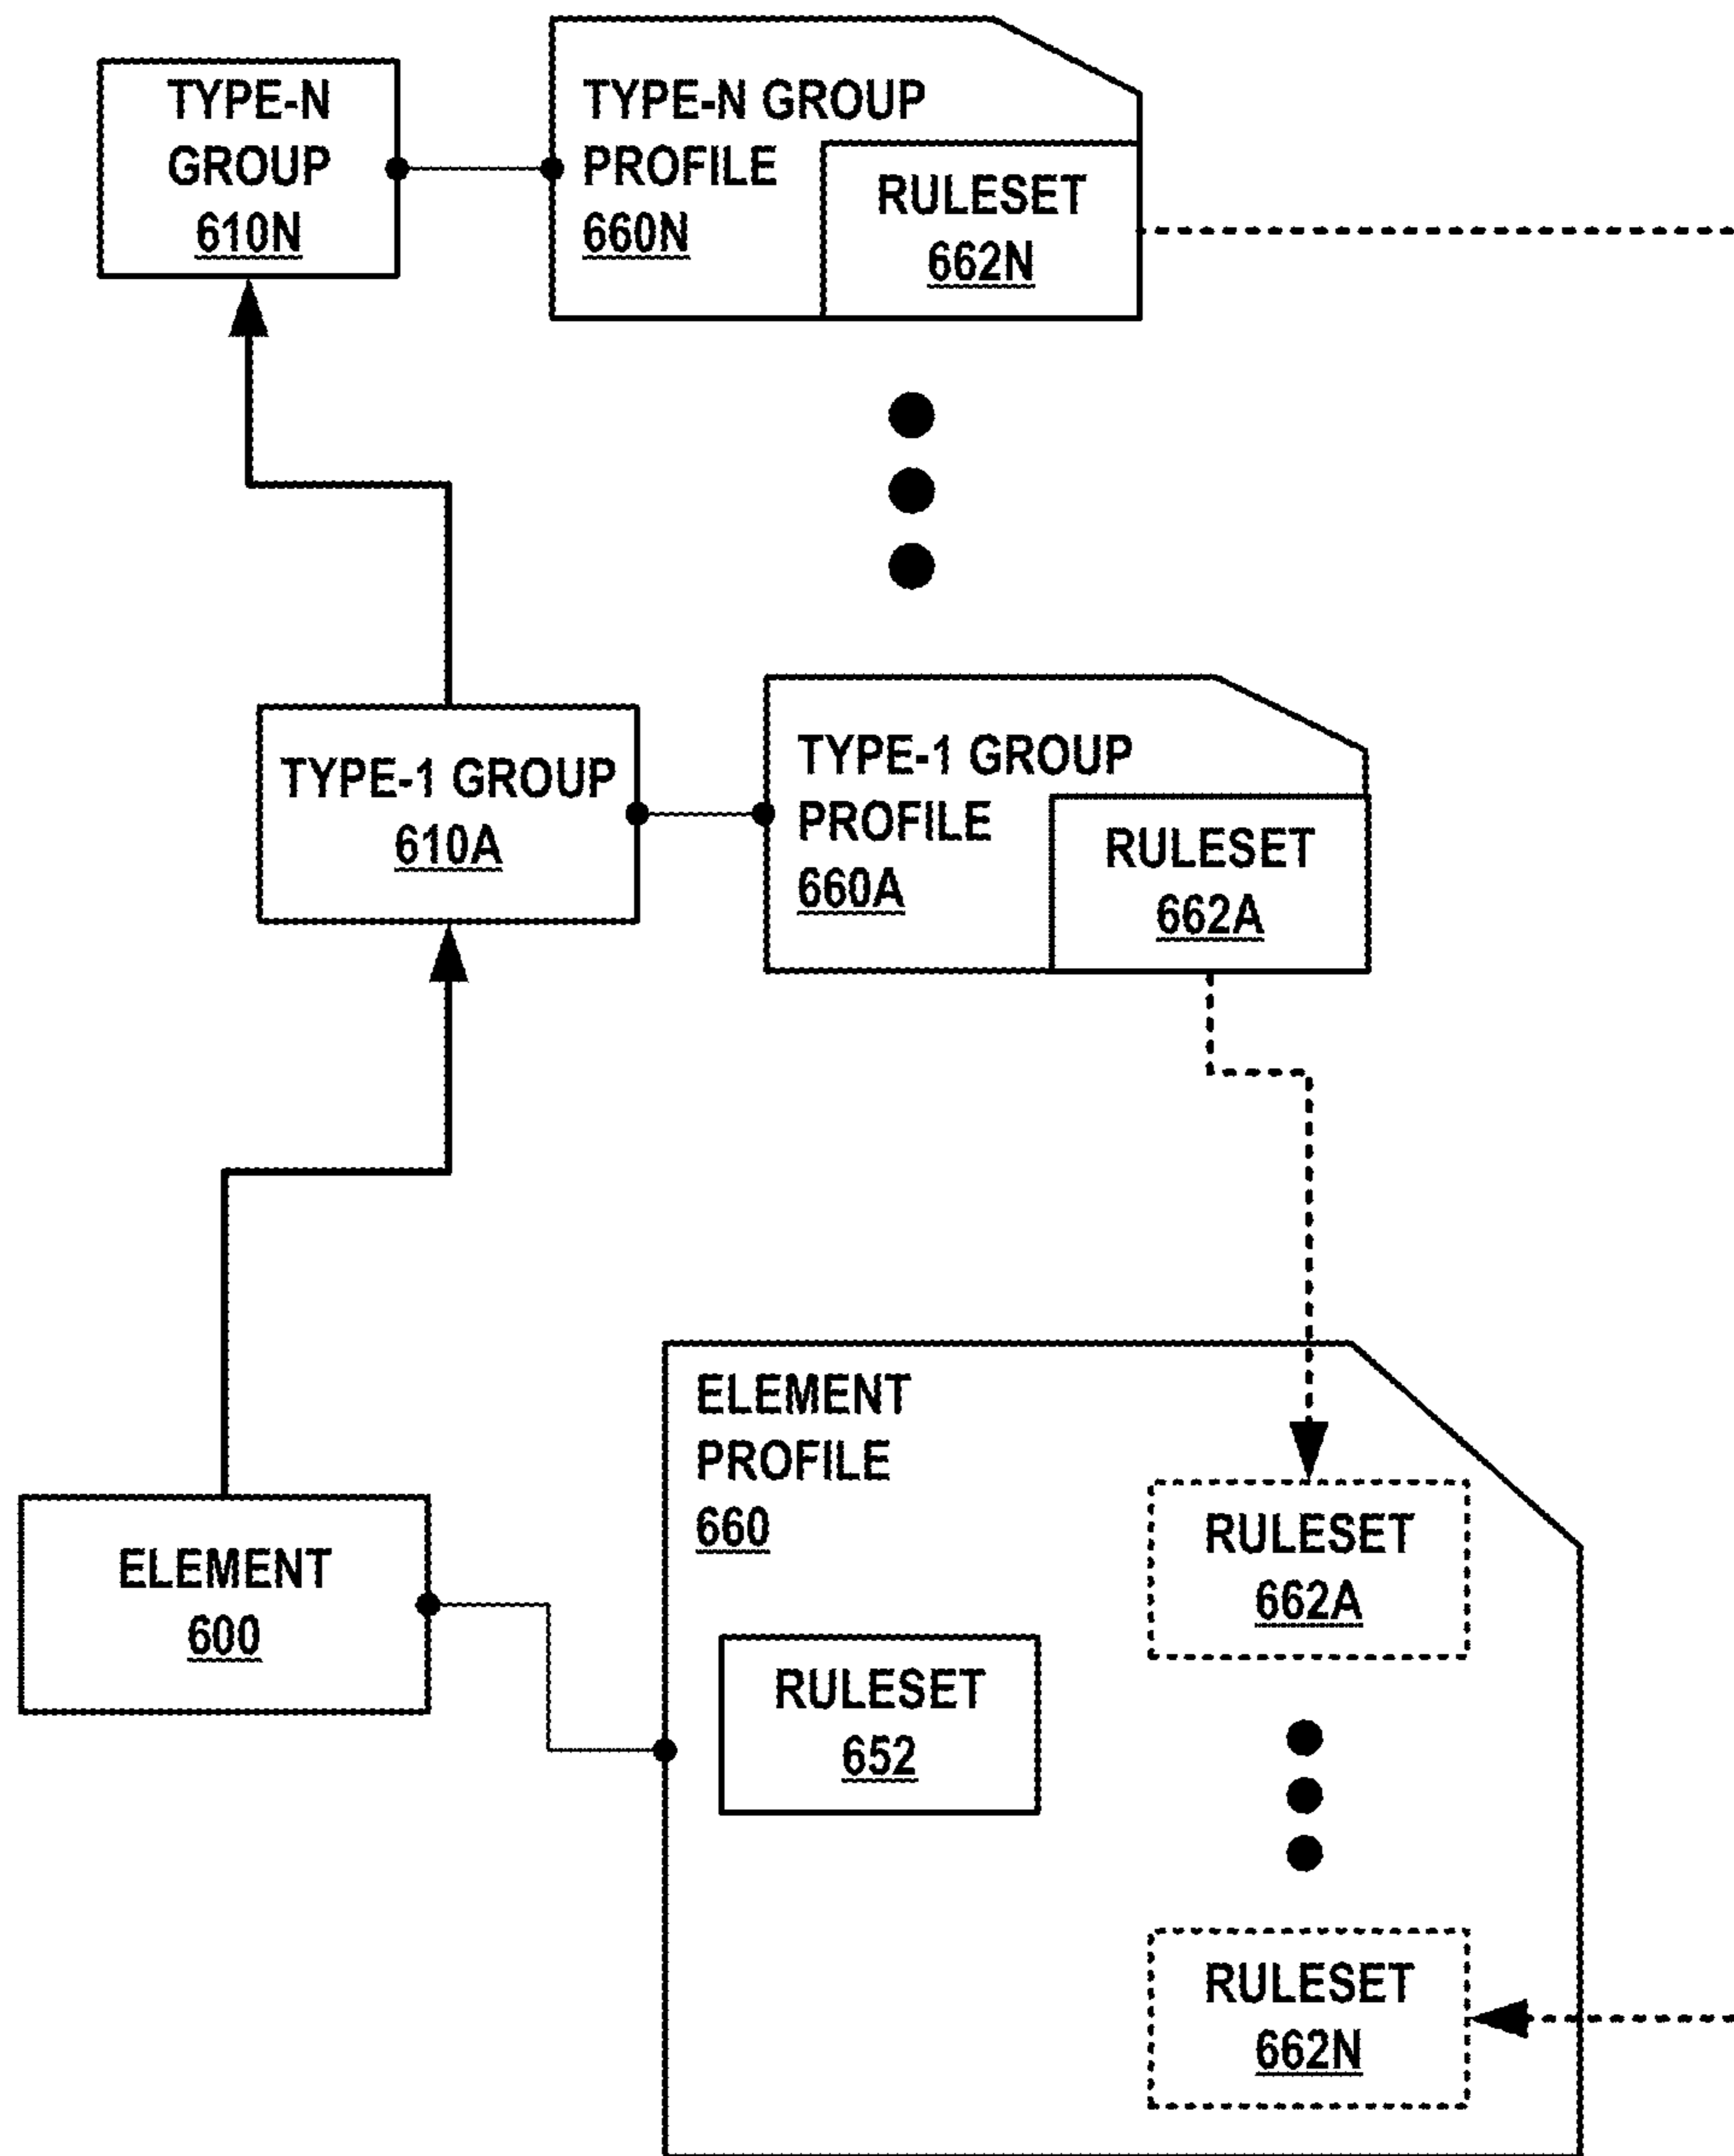 TYPE-N
GROUP
610N
TYPE-N GROUP
PROFILE
660N
RULESET
662N
TYPE-1 GROUP
610A
TYPE-1 GROUP
PROFILE
660A
RULESET
662A
ELEMENT
600
ELEMENT
PROFILE
660
RULESET
652
RULESET
662A
RULESET
662N